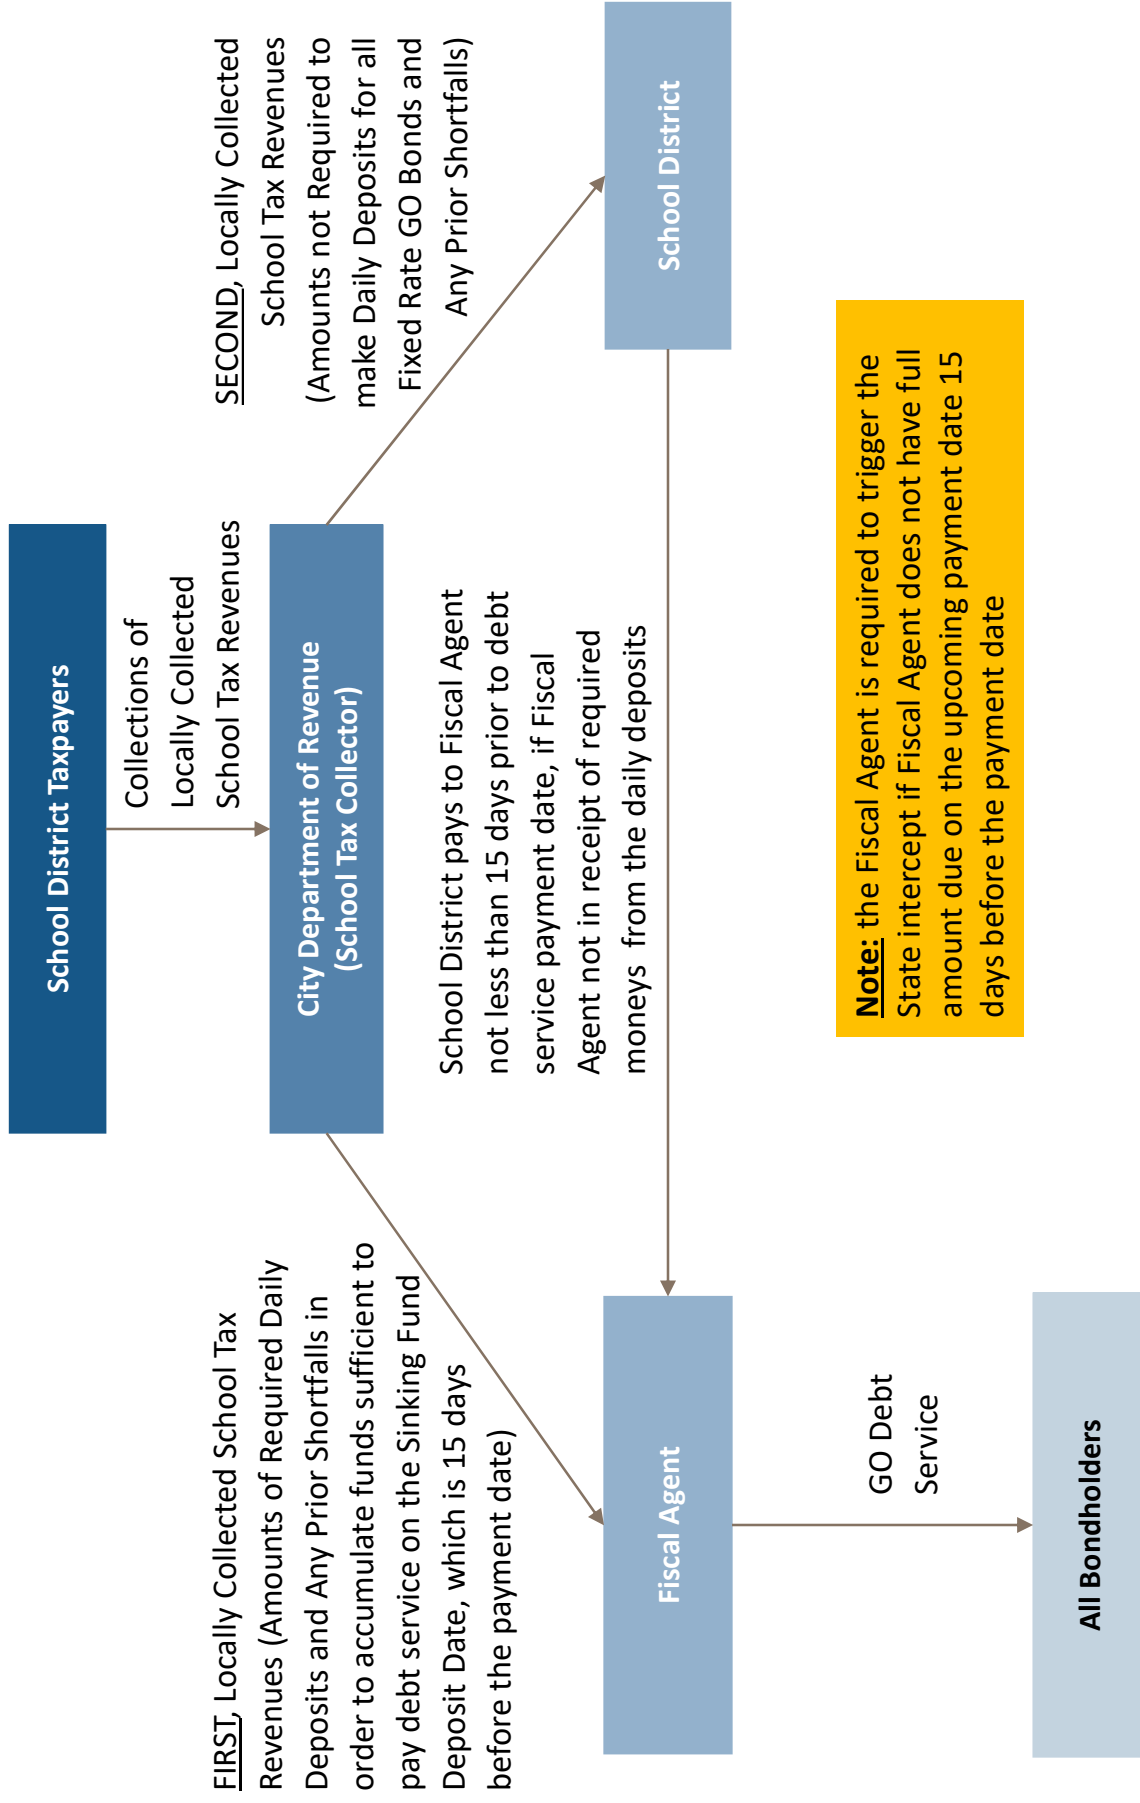 School District Taxpayers
Collections of
Locally Collected
School Tax Revenues
City Department of Revenue
(School Tax Collector)
FIRST, Locally Collected School Tax
Revenues (Amounts of Required Daily
Deposits and Any Prior Shortfalls in
order to accumulate funds sufficient to
pay debt service on the Sinking Fund
Deposit Date, which is 15 days
before the payment date)
SECOND, Locally Collected
School Tax Revenues
(Amounts not Required to
make Daily Deposits for all
Fixed Rate GO Bonds and
Any Prior Shortfalls)
School District pays to Fiscal Agent
not less than 15 days prior to debt
service payment date, if Fiscal
Agent not in receipt of required
moneys from the daily deposits
Fiscal Agent
School District
GO Debt
Service
Note: the Fiscal Agent is required to trigger the
State intercept if Fiscal Agent does not have full
amount due on the upcoming payment date 15
days before the payment date
All Bondholders